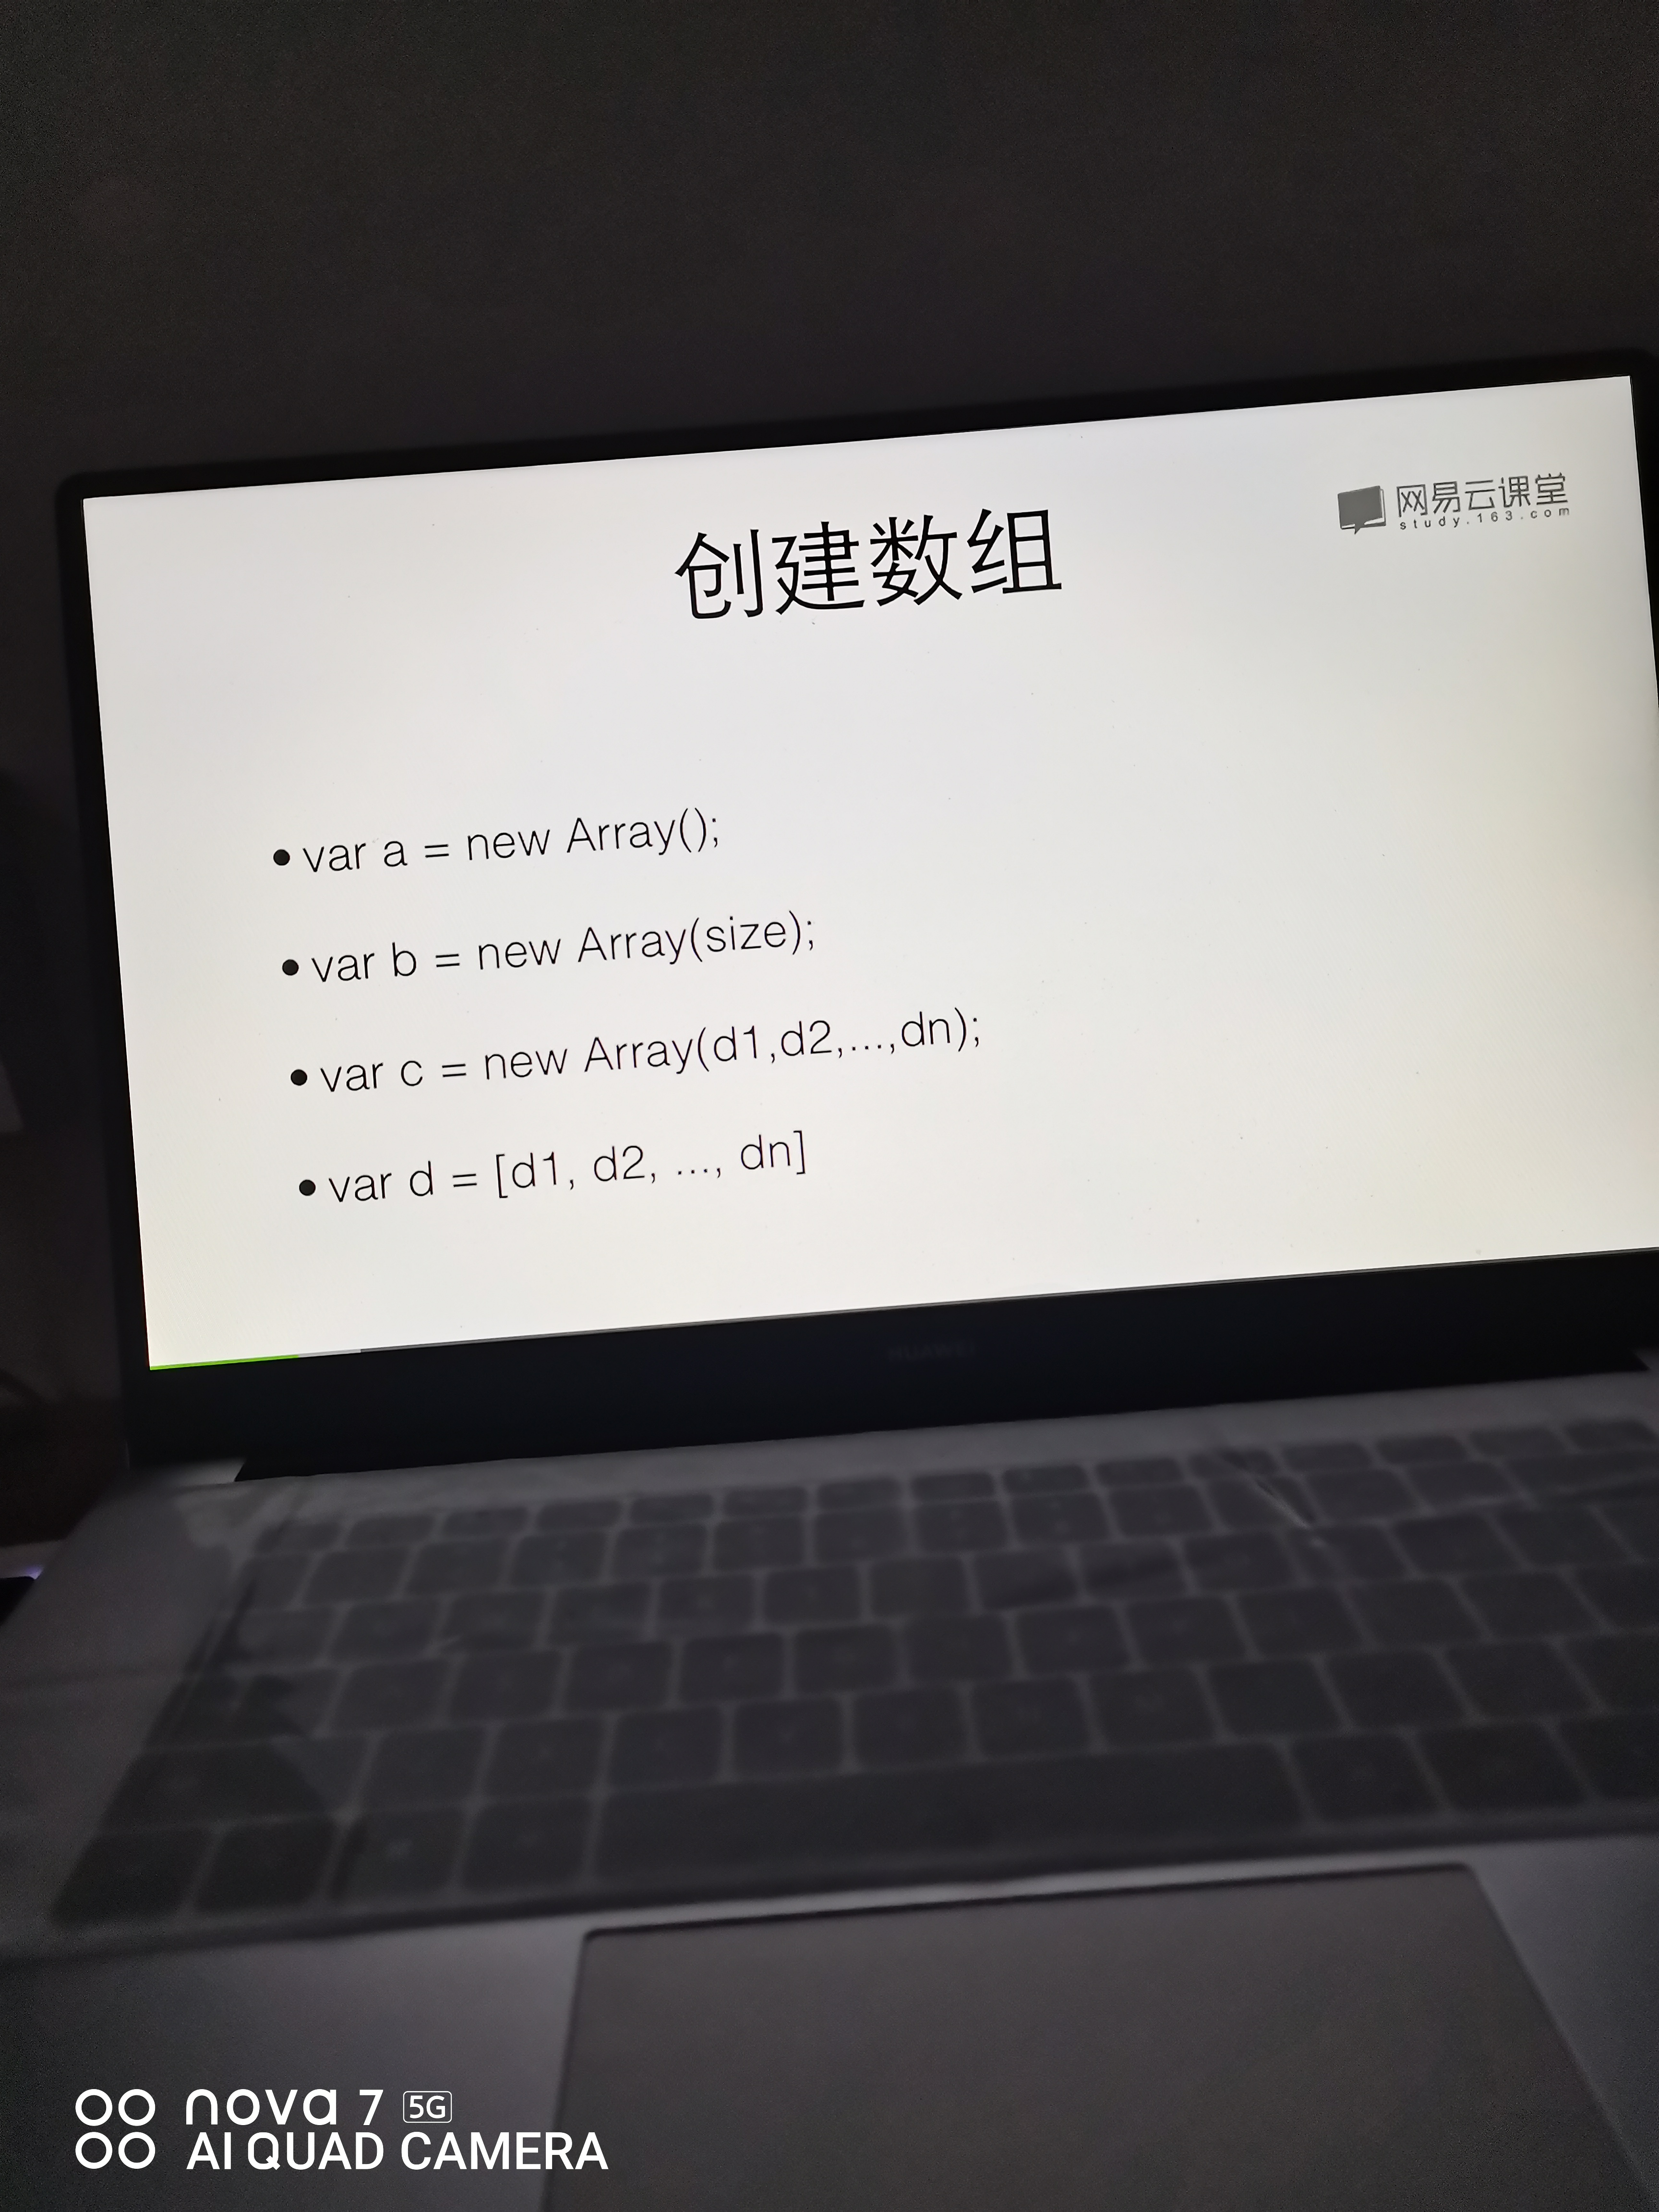 网易云课堂
study.163.com
创建数组
• var a = new Array();
• var b = new Array(size);
• var c = new Array(d1,d2,...,dn);
• var d = [d1, d2, ..., dn]
HUAWEI
nova 7 5G
AI QUAD CAMERA